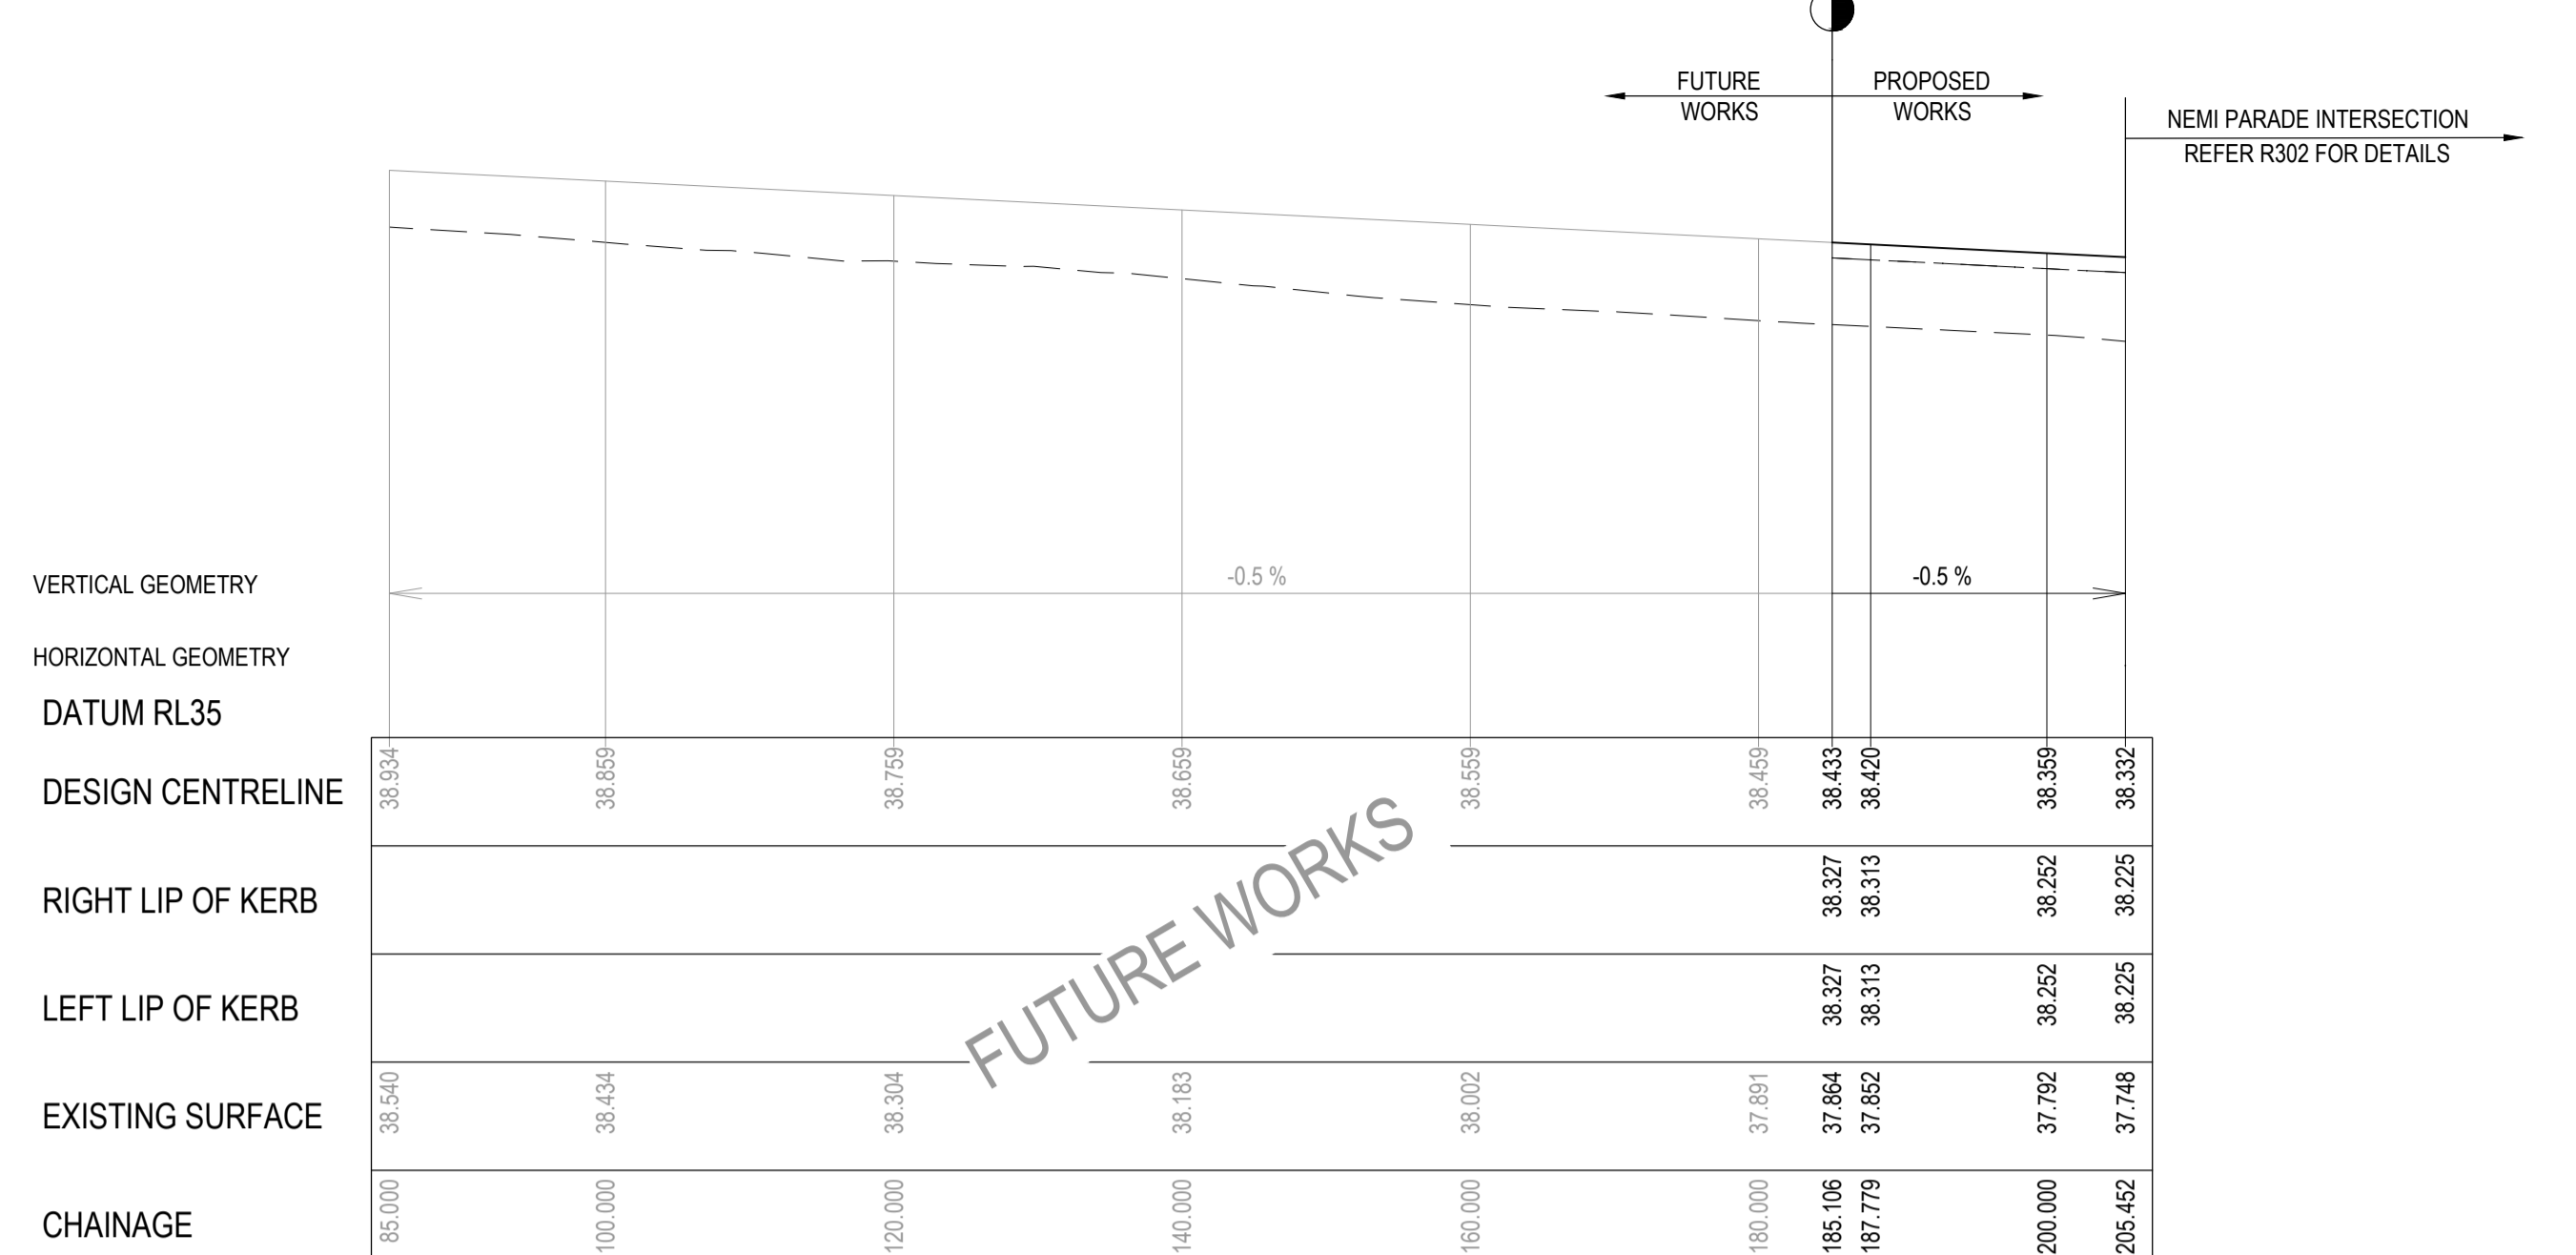 FUTURE WORKS
PROPOSED WORKS
NEMI PARADE INTERSECTION
REFER R302 FOR DETAILS
VERTICAL GEOMETRY
-0.5 %
-0.5 %
HORIZONTAL GEOMETRY
DATUM RL35
DESIGN CENTRELINE 38.934 38.859 38.759 38.659 38.559 38.459 38.433 38.420 38.359 38.332
RIGHT LIP OF KERB 38.327 38.313 38.252 38.225
LEFT LIP OF KERB 38.327 38.313 38.252 38.225
FUTURE WORKS
EXISTING SURFACE 38.540 38.434 38.304 38.183 38.002 37.891 37.864 37.852 37.792 37.748
CHAINAGE 85.000 100.000 120.000 140.000 160.000 180.000 185.106 187.779 200.000 205.452